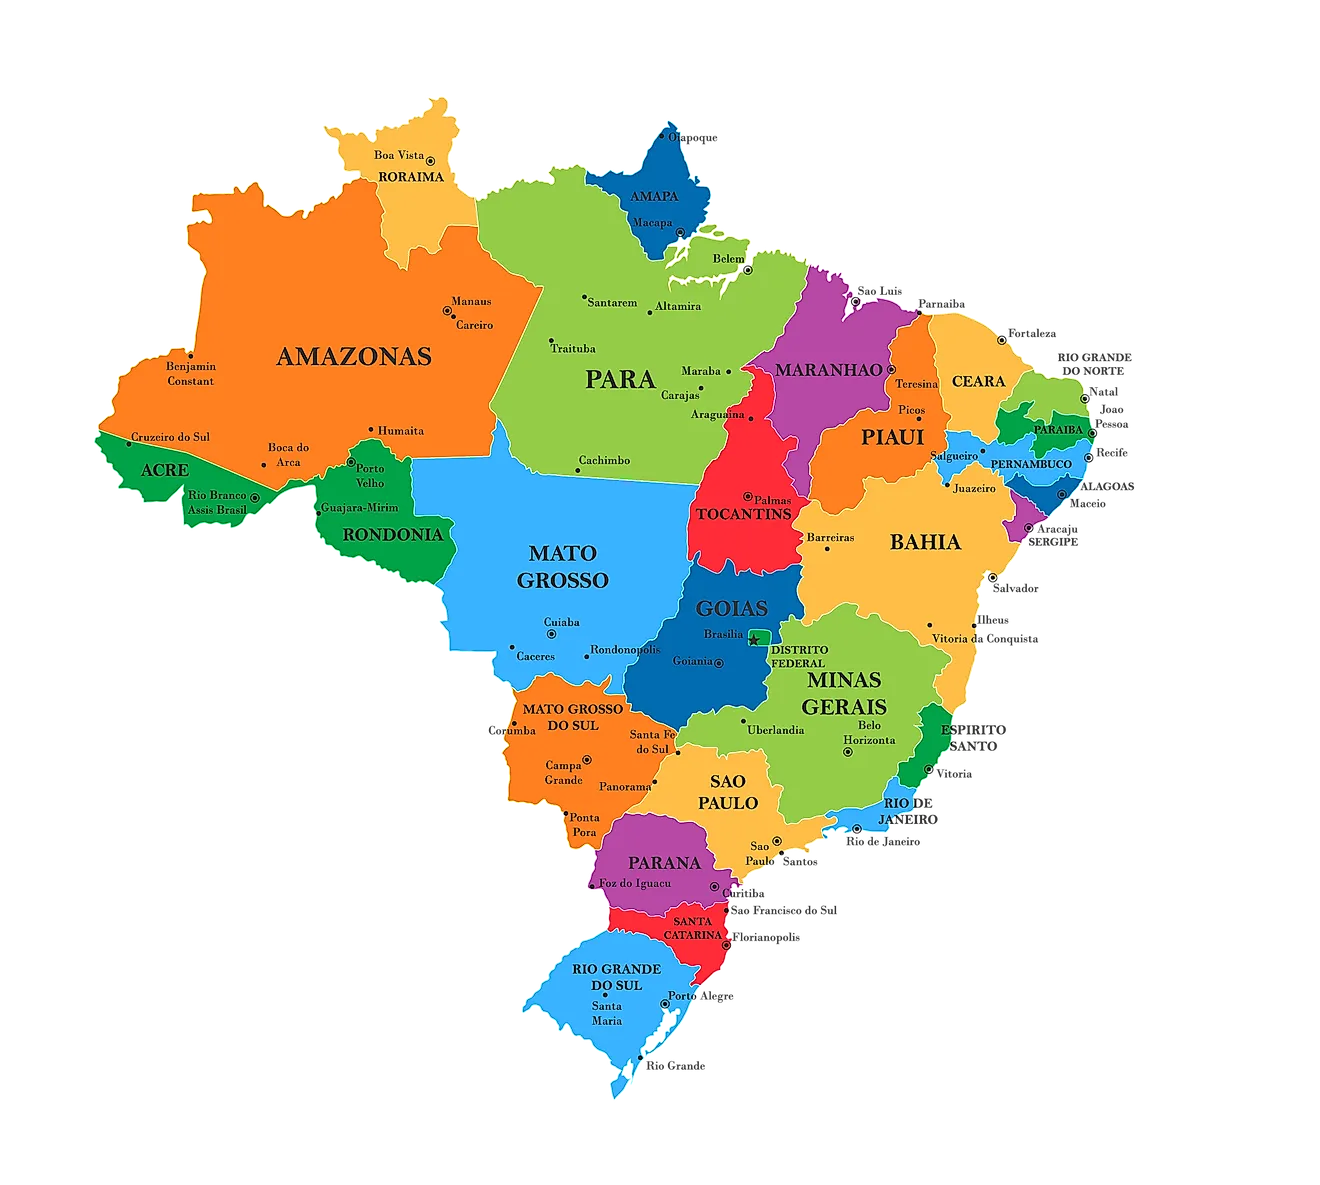 Boa Vista
RORAIMA
Oiapoque
AMAPA
Macapa
Belem
Manaus
Careiro
Santarem
Altamira
Sao Luis
Parnaiba
Fortaleza
Benjamin
Constant
AMAZONAS
Traituba
PARA
Maraba
Carajas
Araguaina
MARANHAO
Teresina
CEARA
RIO GRANDE
DO NORTE
Natal
Joao
Pessoa
Picos
PIAUI
PARAIBA
Cruzeiro do Sul
Humaita
Boca do
Arca
ACRE
Rio Branco
Assis Brasil
Porto
Velho
Guajara-Mirim
RONDONIA
Cachimbo
Salgueiro
PERNAMBUCO
Recife
Juazeiro
ALAGOAS
Maceio
Palmas
TOCANTINS
Aracaju
SERGIPE
Barreiras
BAHIA
MATO
GROSSO
Salvador
GOIAS
Cuiaba
Brasilia
Ilheus
Vitoria da Conquista
Caceres
Rondonopolis
Goiania
DISTRITO
FEDERAL
MINAS
GERAIS
MATO GROSSO
DO SUL
Corumba
Santa Fe
do Sul
Uberlandia
Belo
Horizonta
ESPIRITO
SANTO
Campa
Grande
Panorama
SAO
PAULO
Vitoria
RIO DE
JANEIRO
Ponta
Pora
Sao
Paulo
Santos
Rio de Janeiro
PARANA
Foz do Iguacu
Curitiba
Sao Francisco do Sul
SANTA
CATARINA
Florianopolis
RIO GRANDE
DO SUL
Santa
Maria
Porto Alegre
Rio Grande